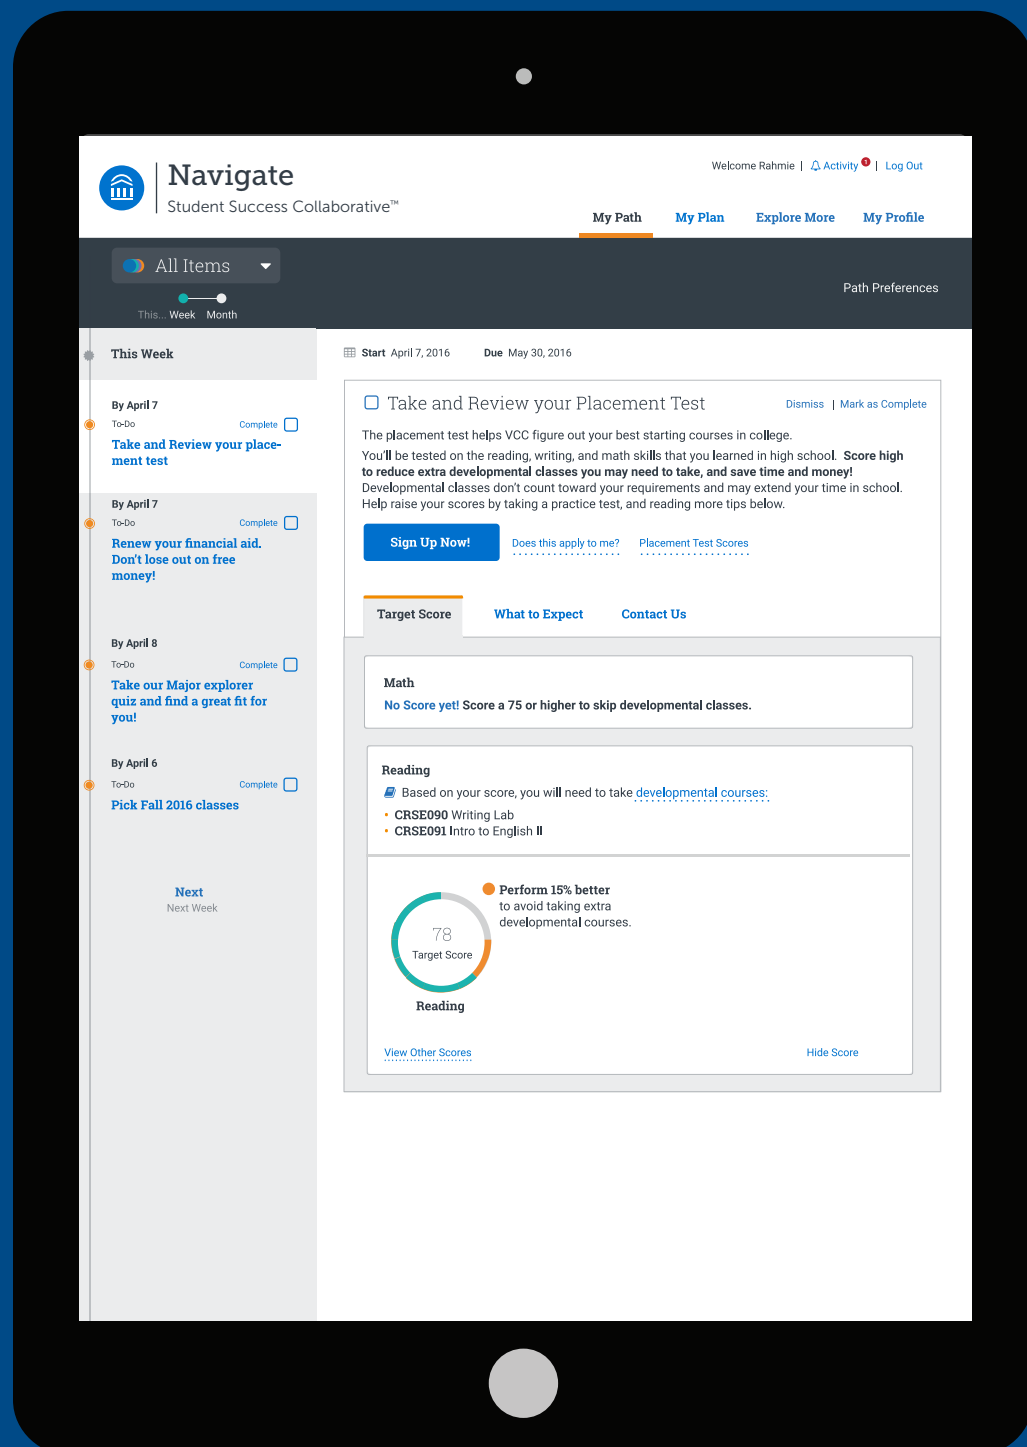 Navigate
Student Success Collaborative™
Welcome Rahmie | Activity 1 | Log Out
My Path My Plan Explore More My Profile
All Items
This... Week Month
Path Preferences
This Week
By April 7
To-Do Complete
Take and Review your place-
ment test
By April 7
To-Do Complete
Renew your financial aid.
Don't lose out on free
money!
By April 8
To-Do Complete
Take our Major explorer
quiz and find a great fit for
you!
By April 6
To-Do Complete
Pick Fall 2016 classes
Next
Next Week
Start April 7, 2016 Due May 30, 2016
Take and Review your Placement Test
Dismiss | Mark as Complete
The placement test helps VCC figure out your best starting courses in college.
You'll be tested on the reading, writing, and math skills that you learned in high school. Score high
to reduce extra developmental classes you may need to take, and save time and money!
Developmental classes don't count toward your requirements and may extend your time in school.
Help raise your scores by taking a practice test, and reading more tips below.
Sign Up Now! Does this apply to me? Placement Test Scores
Target Score What to Expect Contact Us
Math
No Score yet! Score a 75 or higher to skip developmental classes.
Reading
Based on your score, you will need to take developmental courses:
• CRSE090 Writing Lab
• CRSE091 Intro to English II
Perform 15% better
to avoid taking extra
developmental courses.
78
Target Score
Reading
View Other Scores Hide Score